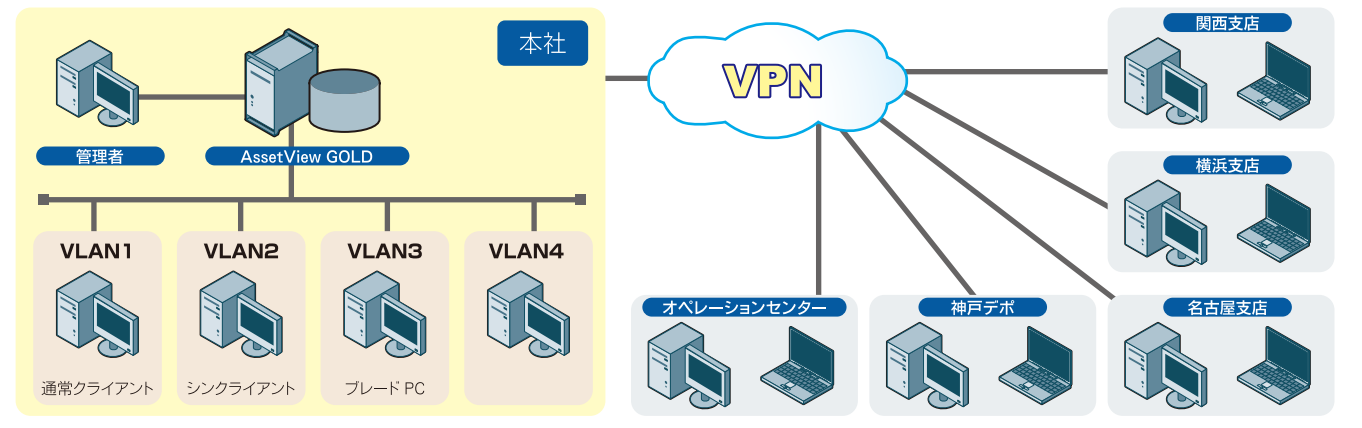 本社
管理者
AssetView GOLD
VLAN1
通常クライアント
VLAN2
シンクライアント
VLAN3
ブレードPC
VLAN4
VPN
関西支店
横浜支店
名古屋支店
神戸デポ
オペレーションセンター